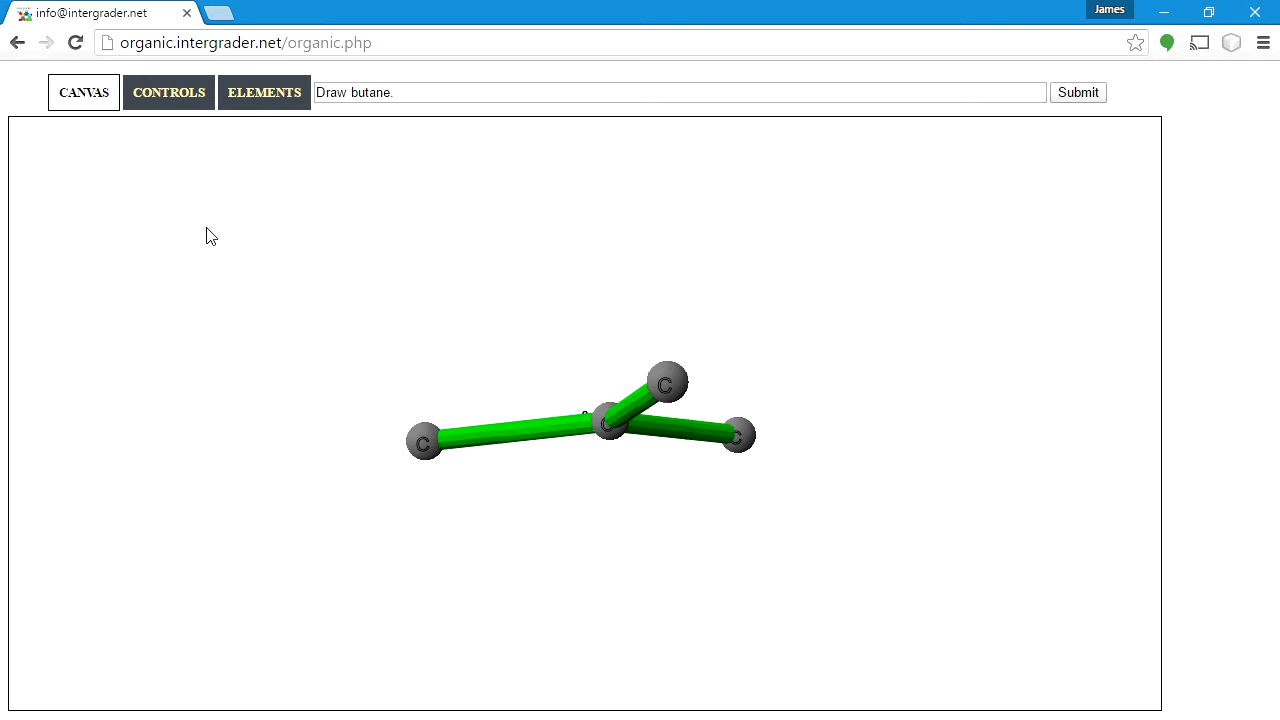 info@intergrader.net
James
organic.intergrader.net/organic.php
CANVAS CONTROLS ELEMENTS Draw butane. Submit
C
C
C
C